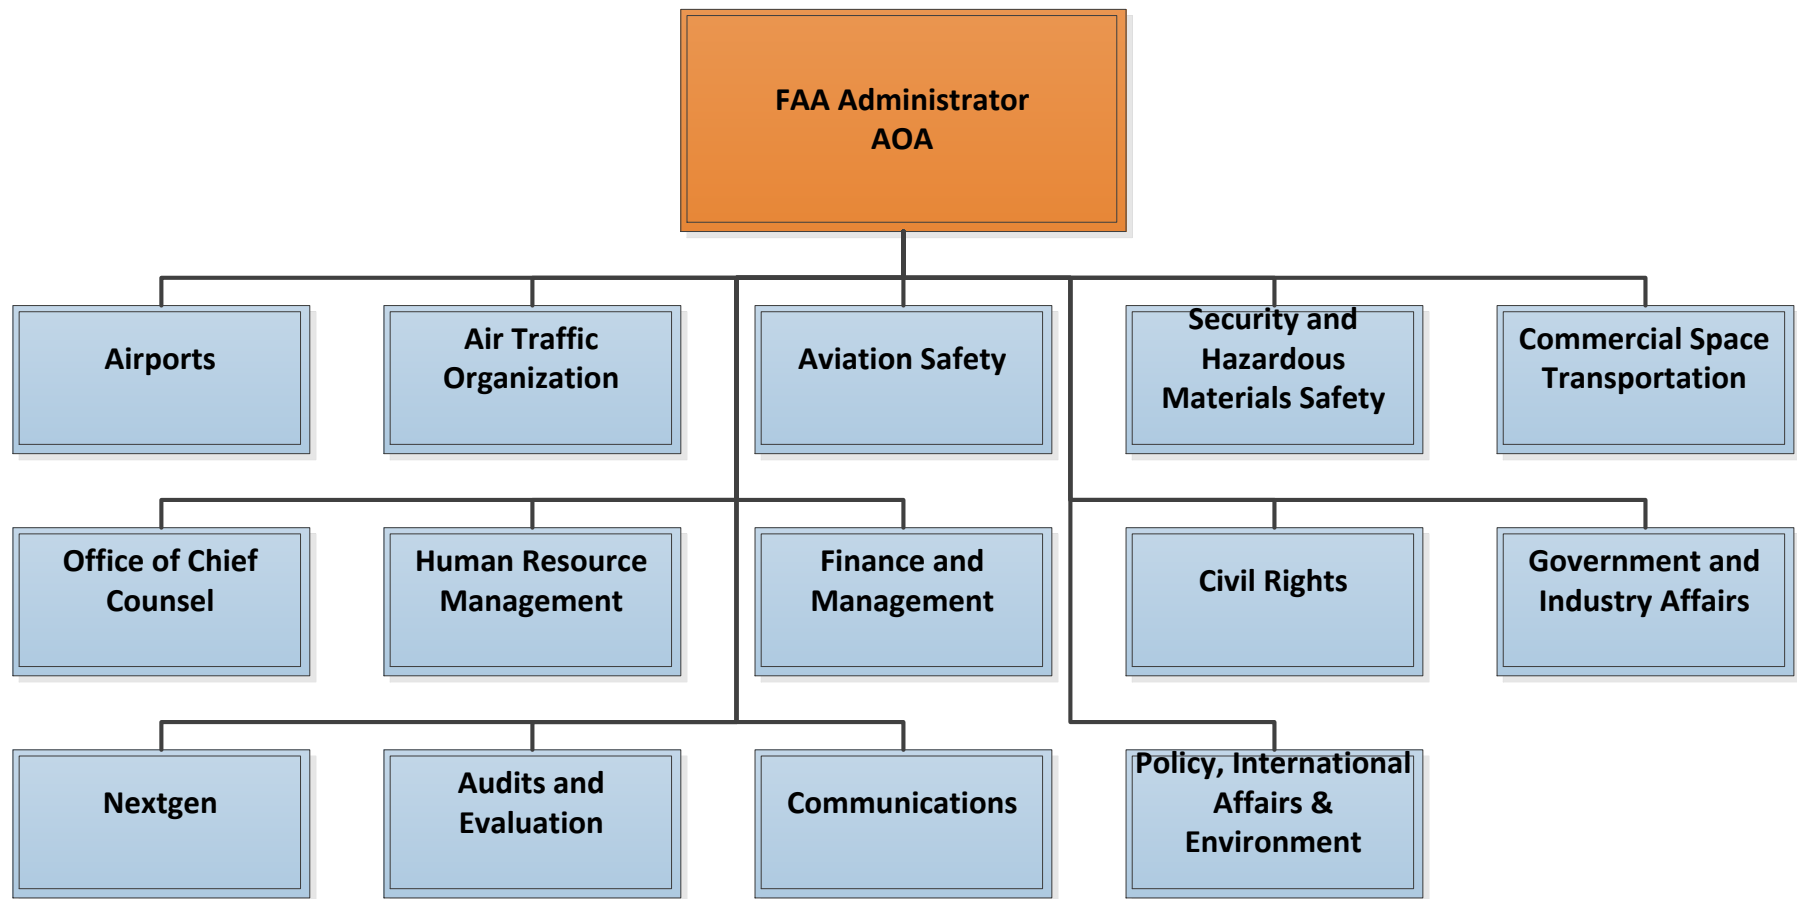 FAA Administrator
AOA
Airports
Air Traffic
Organization
Aviation Safety
Security and
Hazardous
Materials Safety
Commercial Space
Transportation
Office of Chief
Counsel
Human Resource
Management
Finance and
Management
Civil Rights
Government and
Industry Affairs
Nextgen
Audits and
Evaluation
Communications
Policy, International
Affairs &
Environment